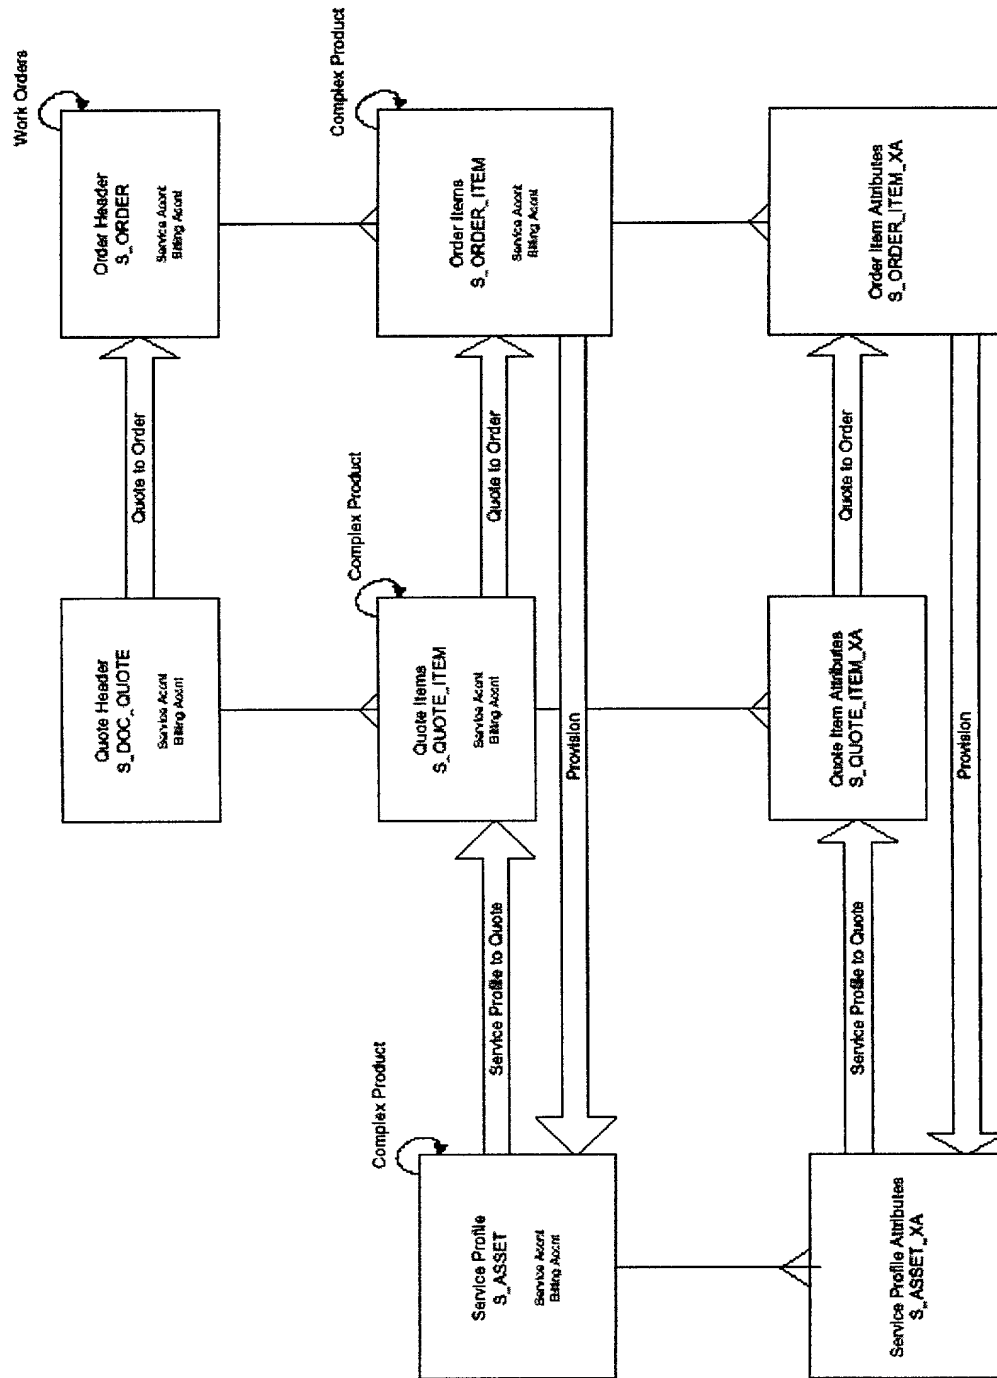 Work Orders
Order Header
S_ORDER
Service Accnt
Billing Accnt
Quote to Order
Quote Header
S_DOC_QUOTE
Service Accnt
Billing Accnt
Complex Product
Order Items
S_ORDER_ITEM
Service Accnt
Billing Accnt
Quote to Order
Complex Product
Quote Items
S_QUOTE_ITEM
Service Accnt
Billing Accnt
Provision
Service Profile to Quote
Complex Product
Service Profile
S_ASSET
Service Accnt
Billing Accnt
Order Item Attributes
S_ORDER_ITEM_XA
Quote to Order
Quote Item Attributes
S_QUOTE_ITEM_XA
Provision
Service Profile to Quote
Service Profile Attributes
S_ASSET_XA